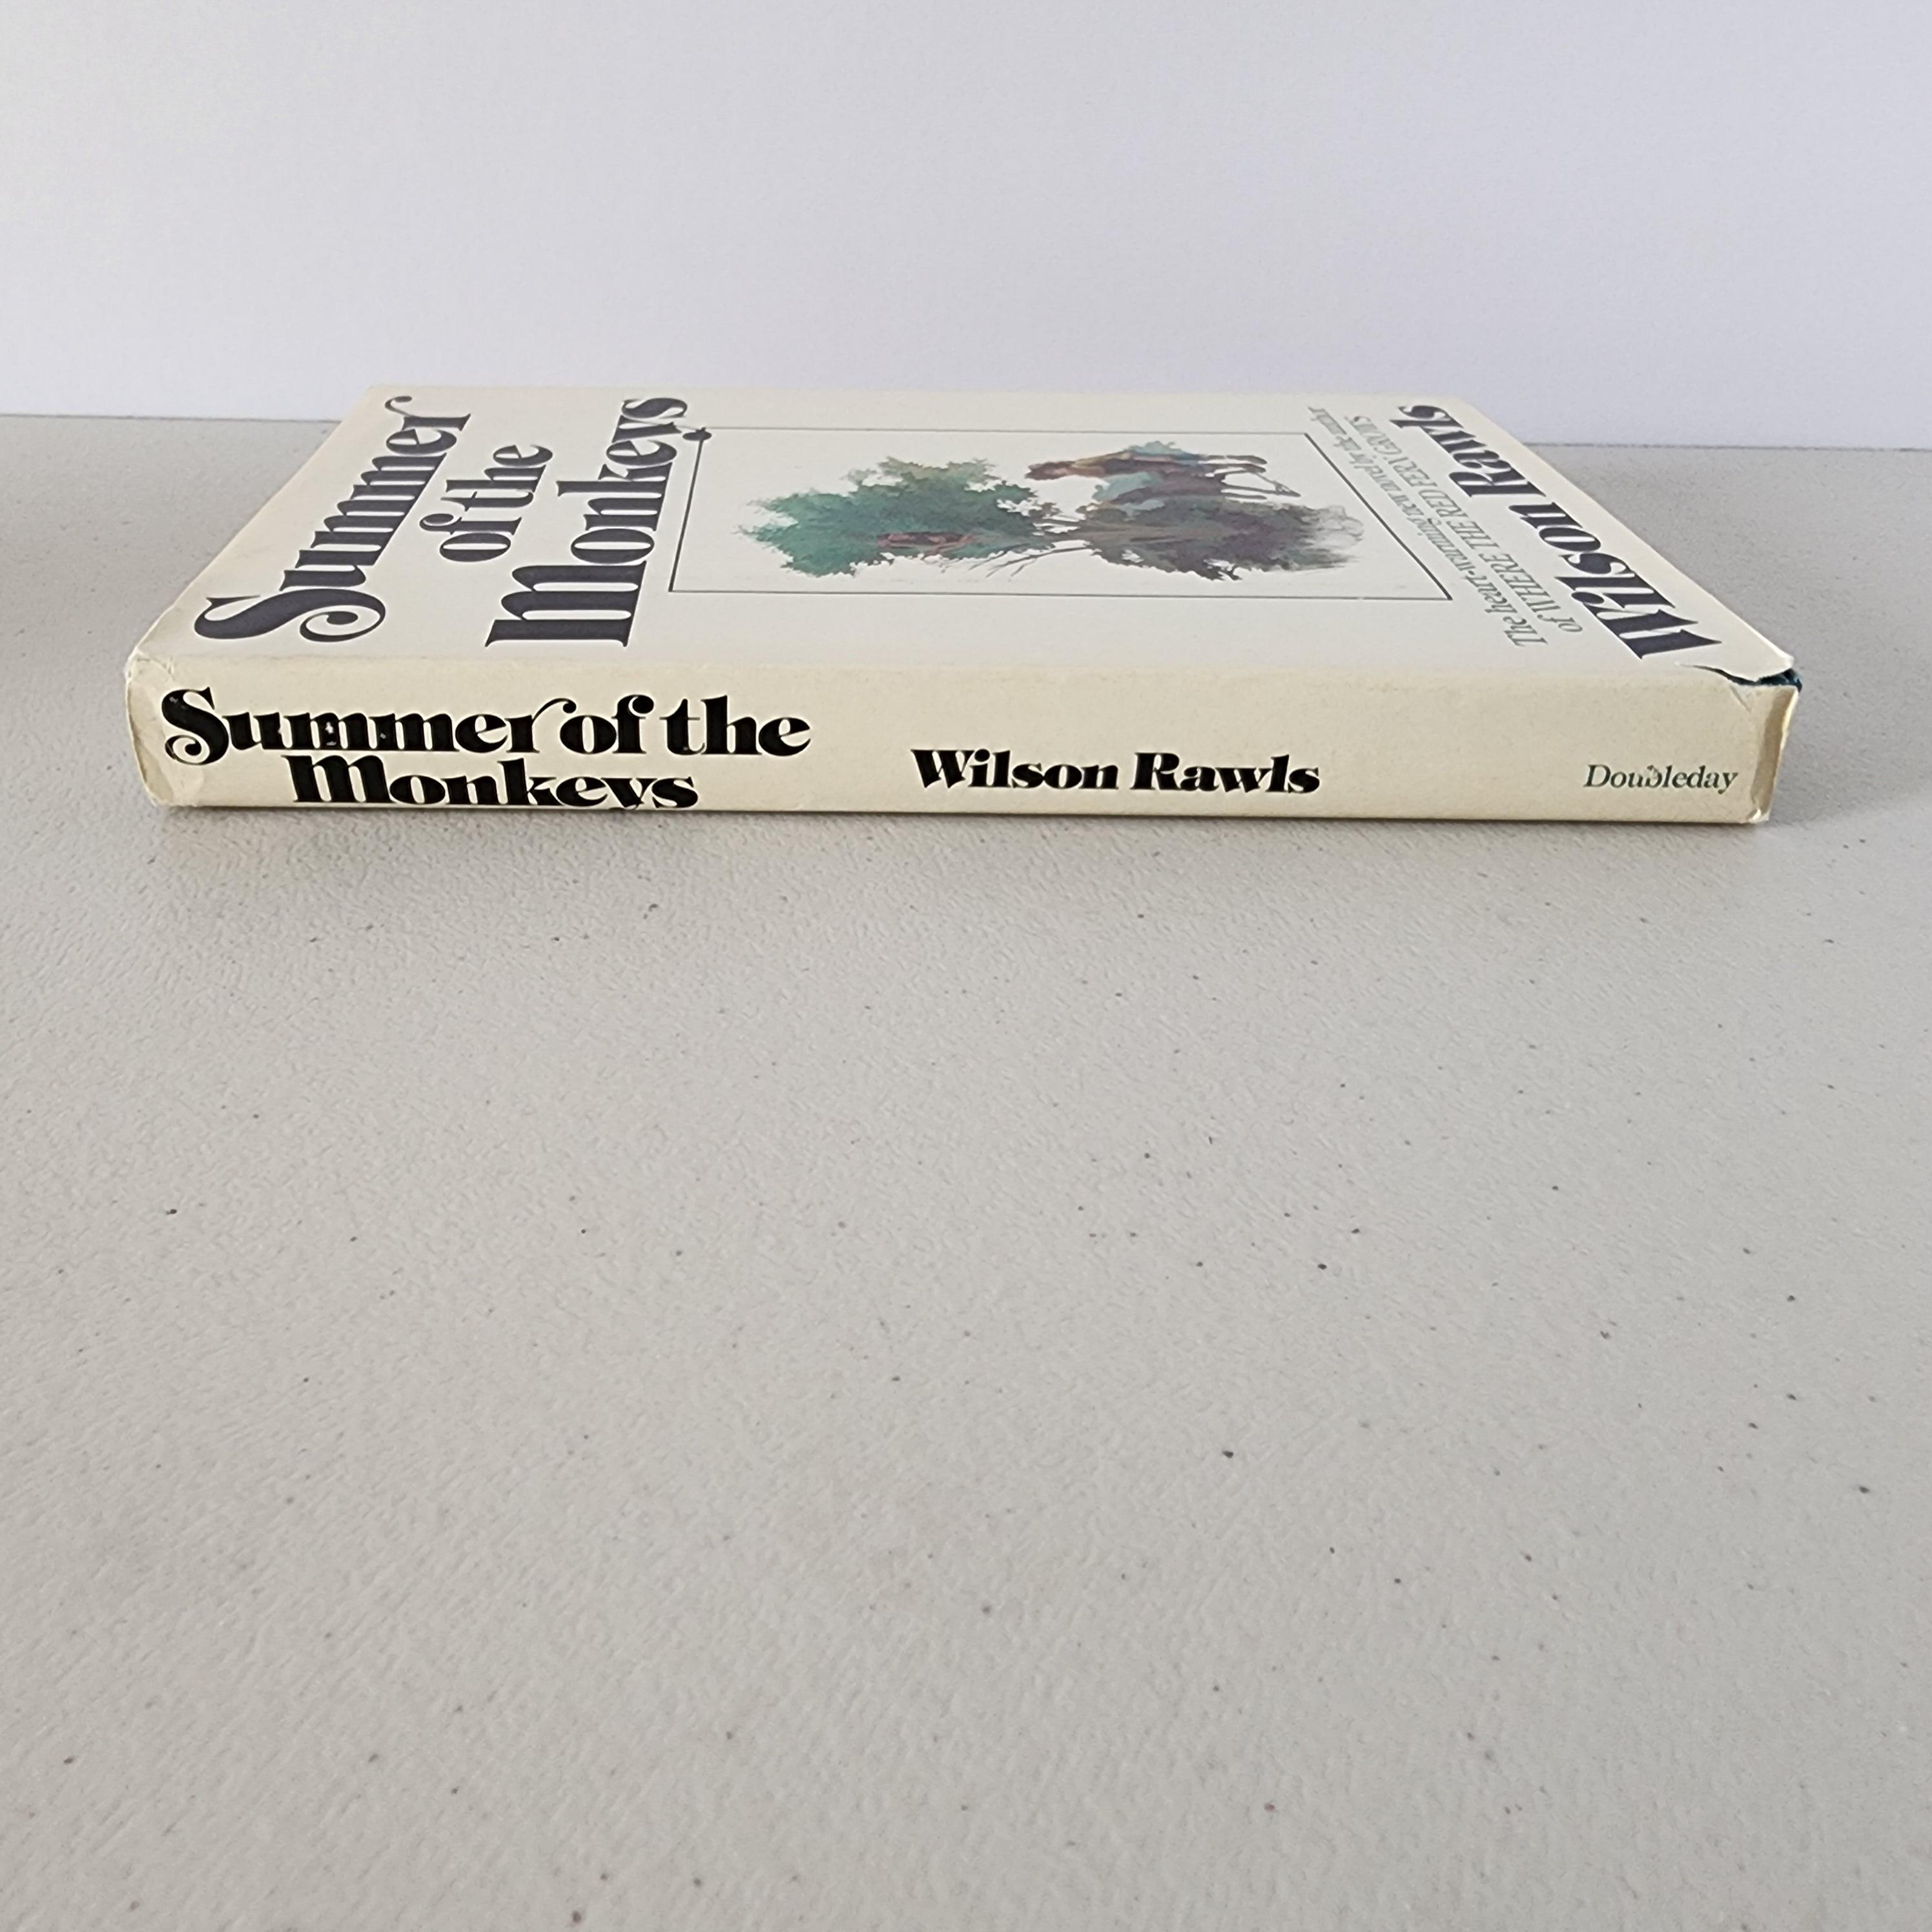 Summer
of the
Monkeys
The heart-warming new novel by the author
of WHERE THE RED FERN GROWS
Wilson Rawls
Summer of the
Monkeys
Wilson Rawls
Doubleday